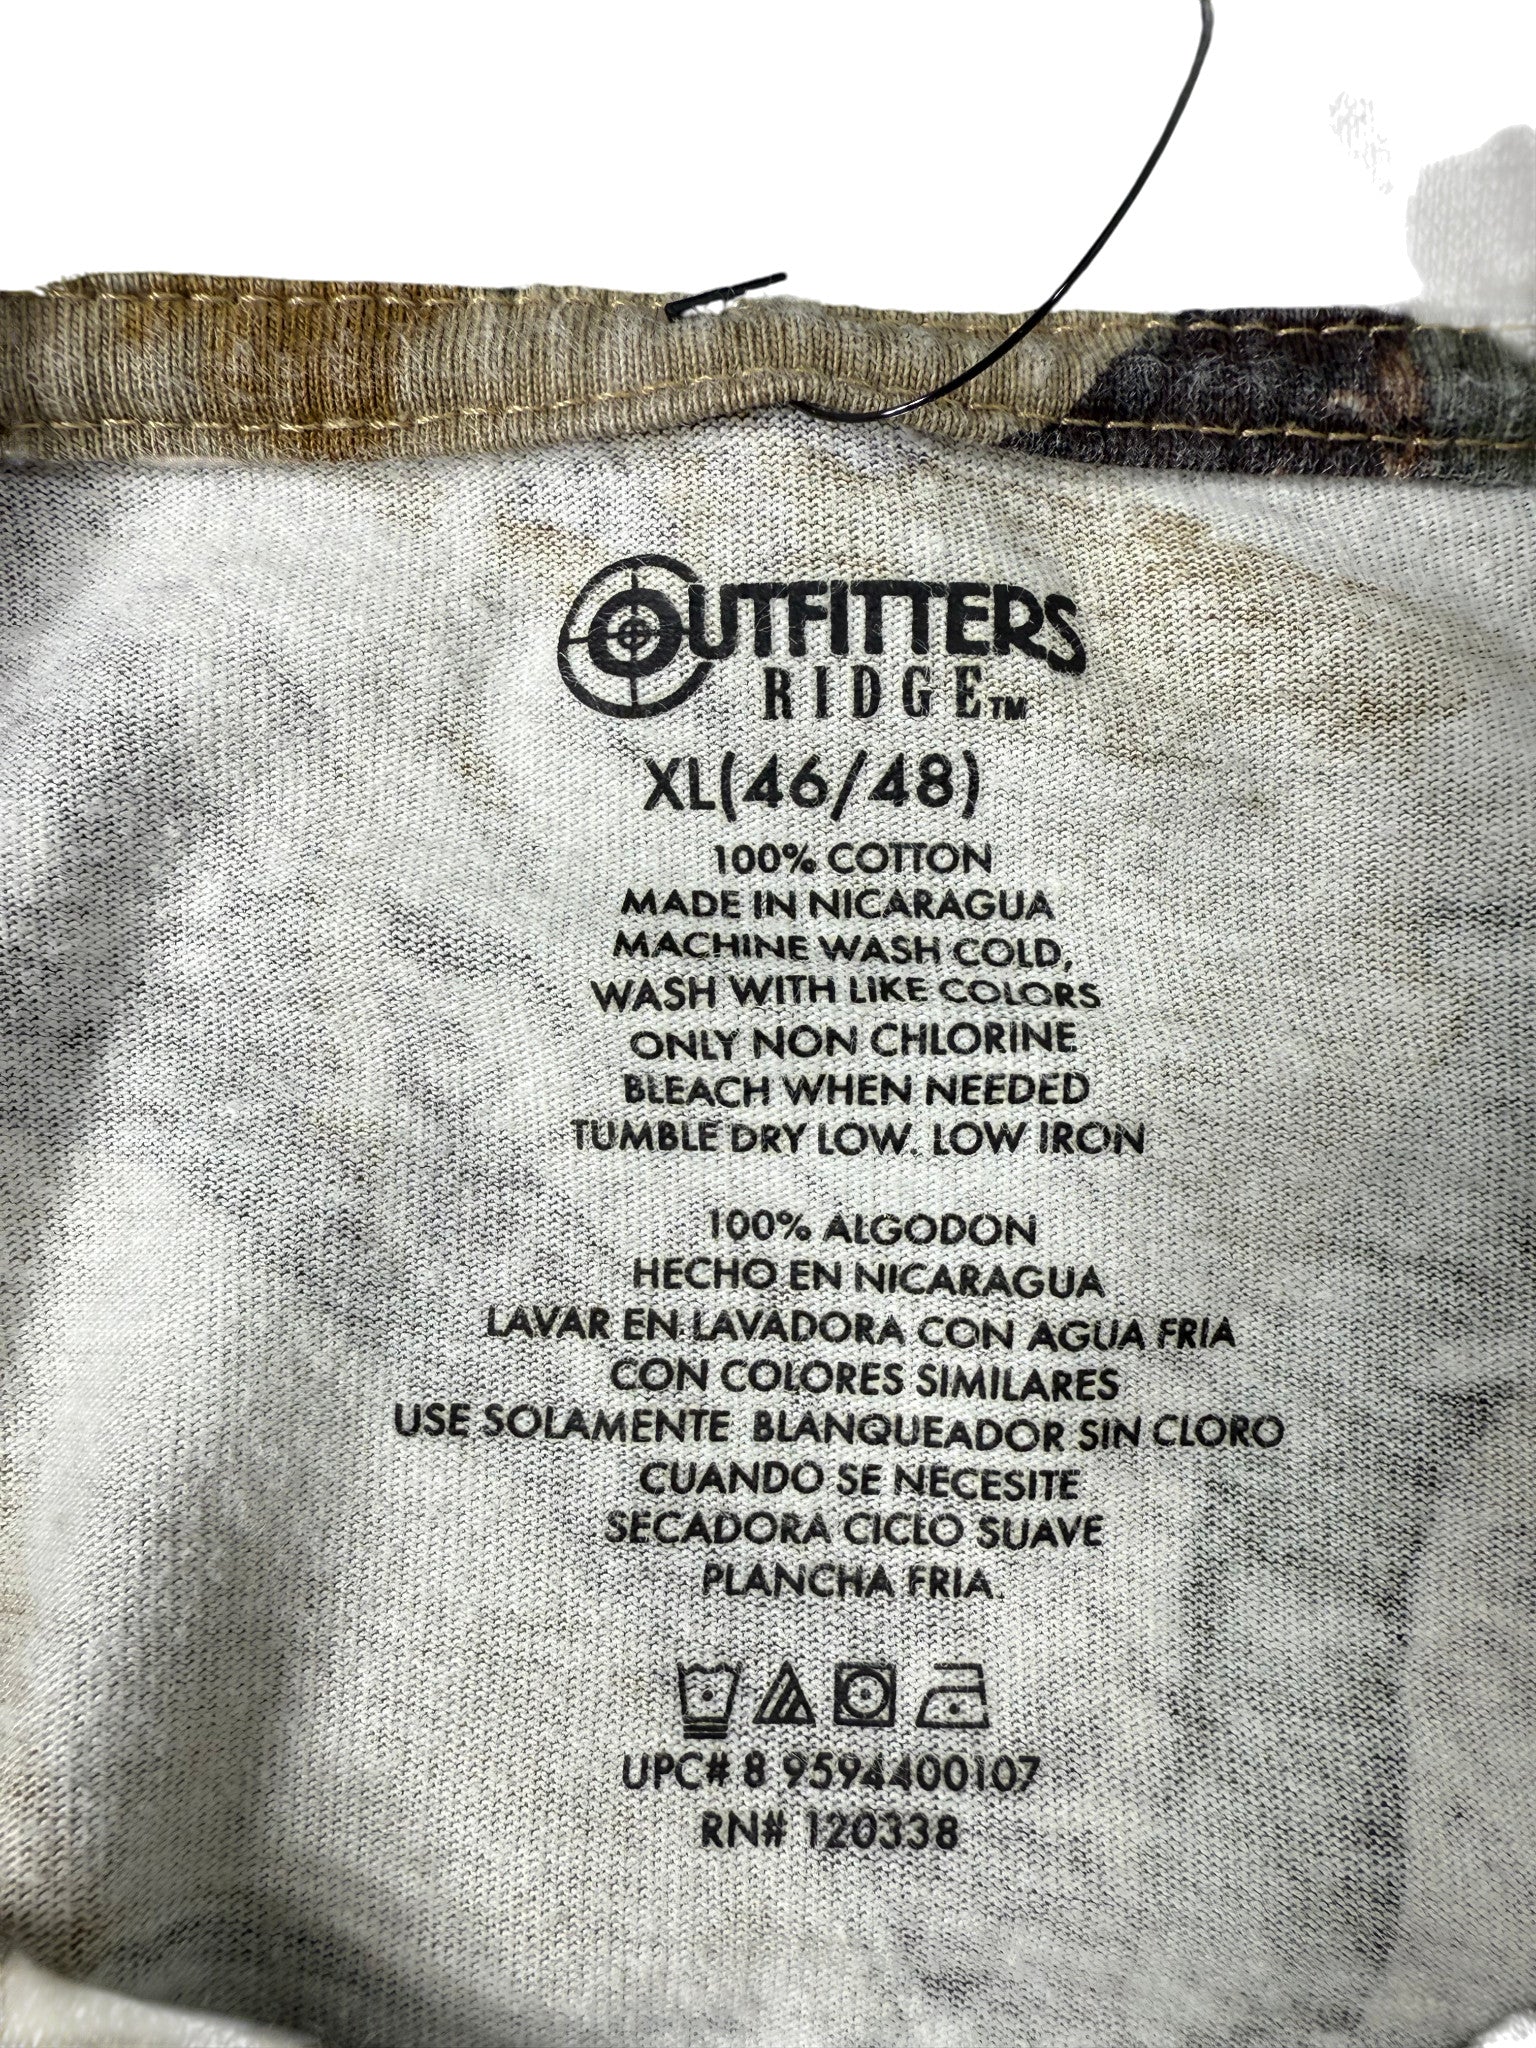 OUTFITTERS
RIDGE™
XL(46/48)
100% COTTON
MADE IN NICARAGUA
MACHINE WASH COLD,
WASH WITH LIKE COLORS
ONLY NON CHLORINE
BLEACH WHEN NEEDED
TUMBLE DRY LOW. LOW IRON
100% ALGODON
HECHO EN NICARAGUA
LAVAR EN LAVADORA CON AGUA FRIA
CON COLORES SIMILARES
USE SOLAMENTE BLANQUEADOR SIN CLORO
CUANDO SE NECESITE
SECADORA CICLO SUAVE
PLANCHA FRIA.
UPC# 8 9594400107
RN# 120338